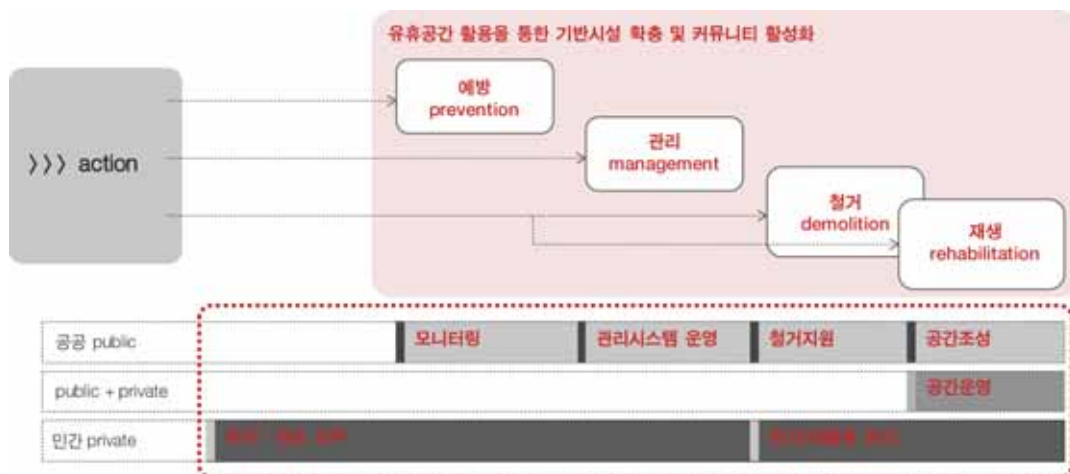 유휴공간 활용을 통한 기반시설 확충 및 커뮤니티 활성화
예방
prevention
관리
management
>>> action
철거
demolition
재생
rehabilitation
공공 public
모니터링
관리시스템 운영
철거지원
공간조성
public + private
공간운영
민간 private